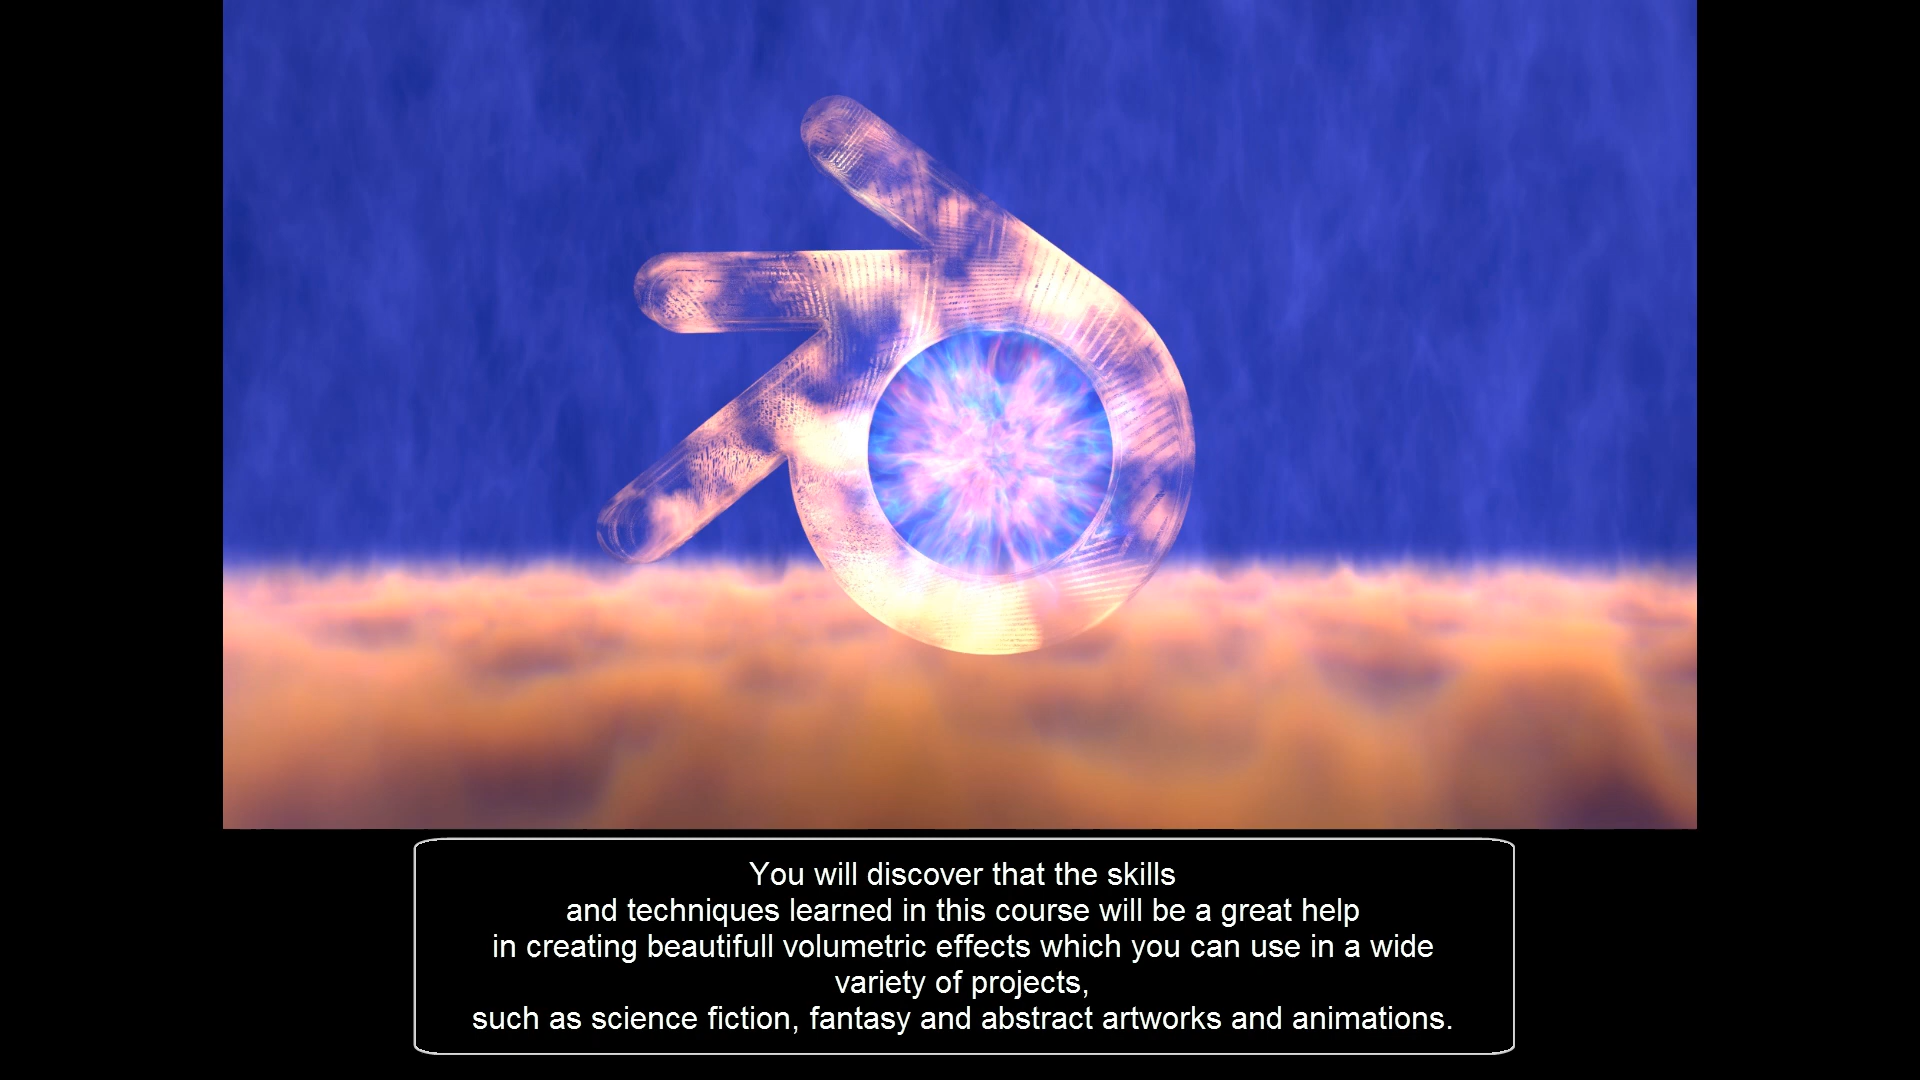 You will discover that the skills
and techniques learned in this course will be a great help
in creating beautifull volumetric effects which you can use in a wide
variety of projects,
such as science fiction, fantasy and abstract artworks and animations.